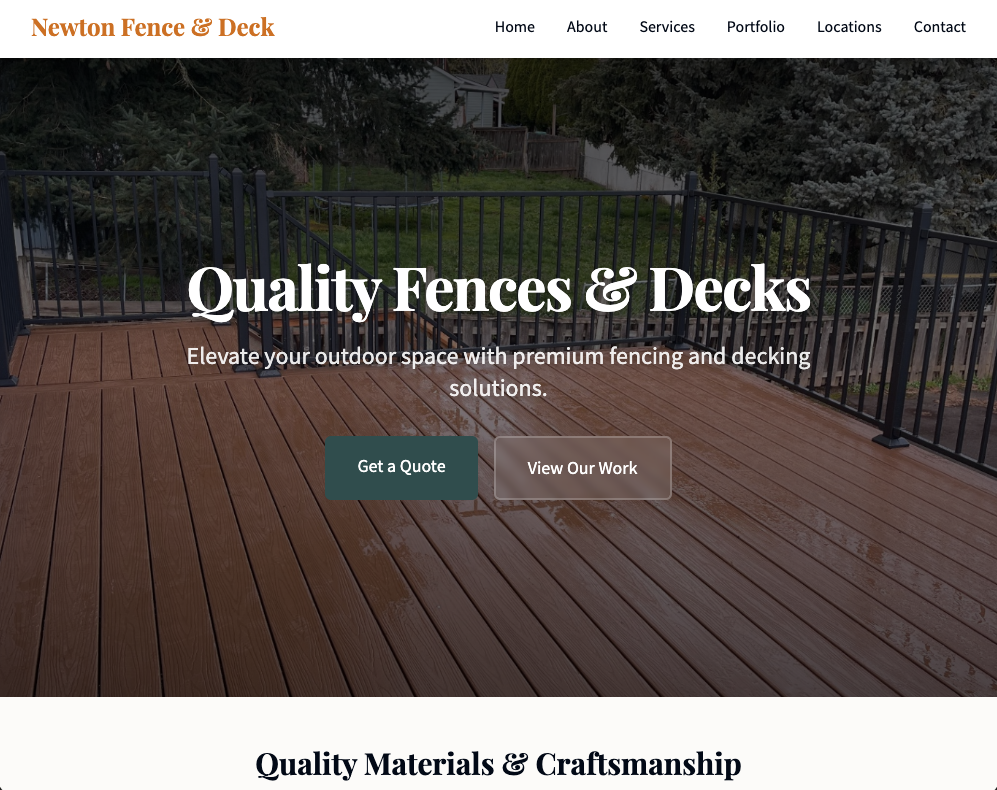 Newton Fence & Deck
Home About Services Portfolio Locations Contact
Quality Fences & Decks
Elevate your outdoor space with premium fencing and decking
solutions.
Get a Quote View Our Work
Quality Materials & Craftsmanship